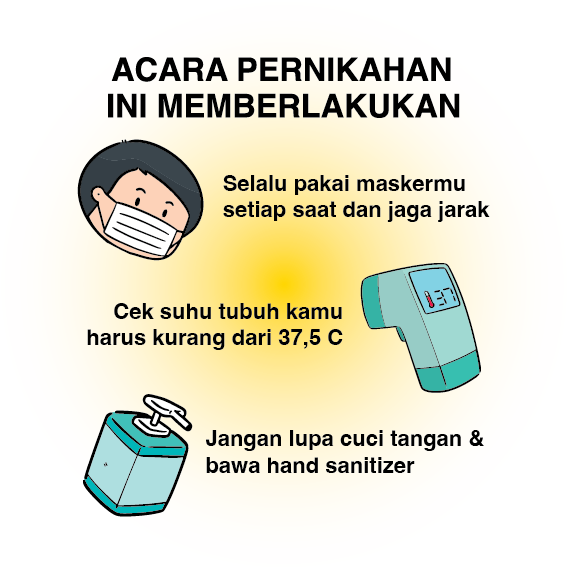 ACARA PERNIKAHAN
INI MEMBERLAKUKAN
Selalu pakai maskermu
setiap saat dan jaga jarak
37
Cek suhu tubuh kamu
harus kurang dari 37,5 C
Jangan lupa cuci tangan &
bawa hand sanitizer